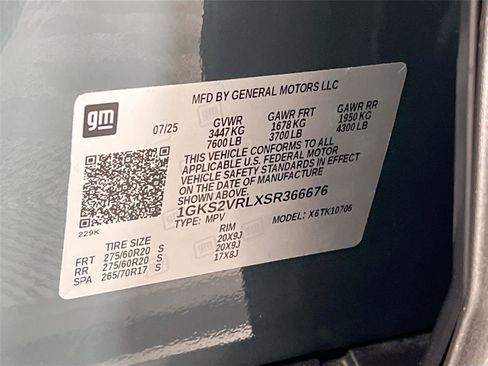 MFD BY GENERAL MOTORS LLC
gm
07/25
GVWR GAWR FRT GAWR RR
3447 KG 1678 KG 1950 KG
7600 LB 3700 LB 4300 LB
THIS VEHICLE CONFORMS TO ALL
APPLICABLE U.S. FEDERAL MOTOR
VEHICLE SAFETY STANDARDS IN EFFECT
ON THE DATE OF MANUFACTURE
SHOWN ABOVE.
1GKS2VRLXSR366676
TYPE: MPV MODEL: X6TK10706
229K
TIRE SIZE RIM
FRT 275/60R20 S 20X9J
RR 275/60R20 S 20X9J
SPA 265/70R17 S 17X8J